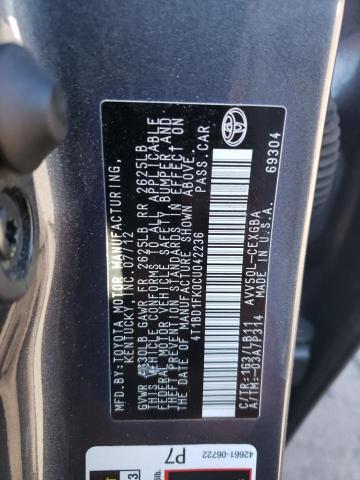 MFD.BY:TOYOTA MOTOR MANUFACTURING,
KENTUCKY,INC. 07/12
GVWR 4630LB GAWR FR 2625LB RR 2625LB
THIS VEHICLE CONFORMS TO ALL APPLICABLE
FEDERAL MOTOR VEHICLE SAFETY, BUMPER, AND
THEFT PREVENTION STANDARDS IN EFFECT ON
THE DATE OF MANUFACTURE SHOWN ABOVE.
4T1BD1FK0CU042236 PASS.CAR
C/TR:1G3/LB11 AVV50L-CEXGBA
A/TM:-03A/P314 MADE IN U.S.A.
69304
42661-06722
P7